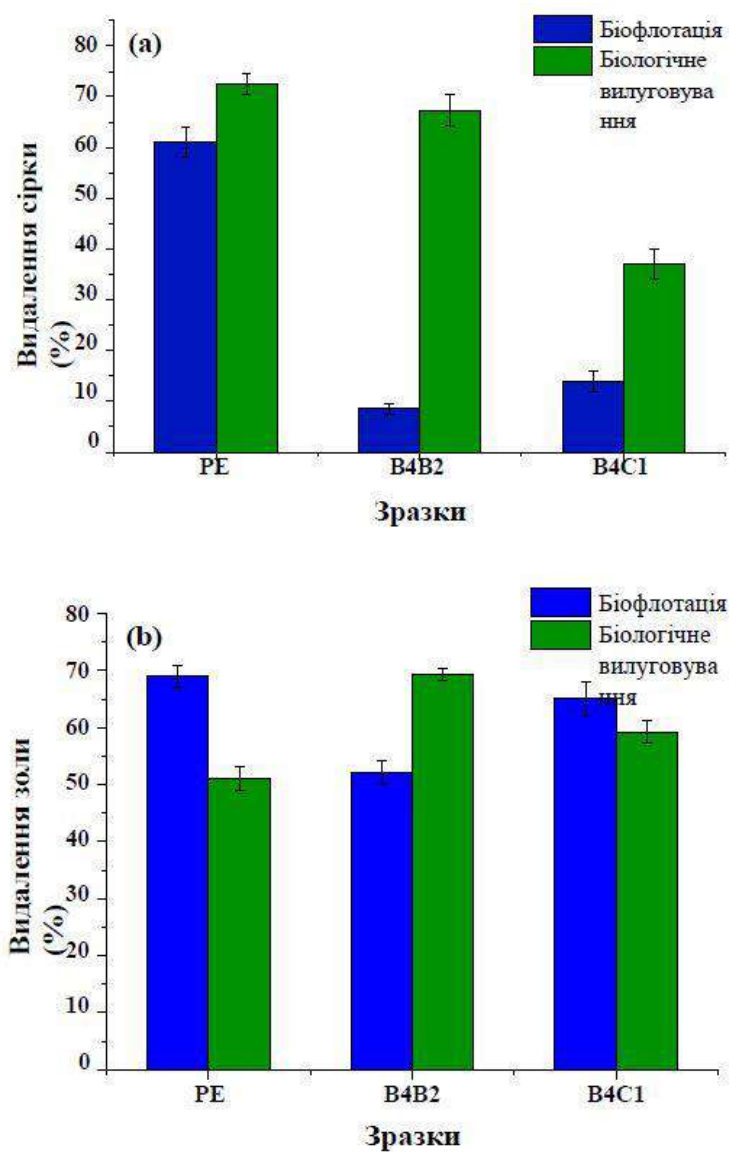 (a)
Біофлотація
Біологічне
вилуговува
ння
80
70
60
50
40
30
20
10
0
Видалення сірки
(%)
PE
B4B2
B4C1
Зразки
(b)
Біофлотація
Біологічне
вилуговува
ння
80
70
60
50
40
30
20
10
0
Видалення золи
(%)
PE
B4B2
B4C1
Зразки